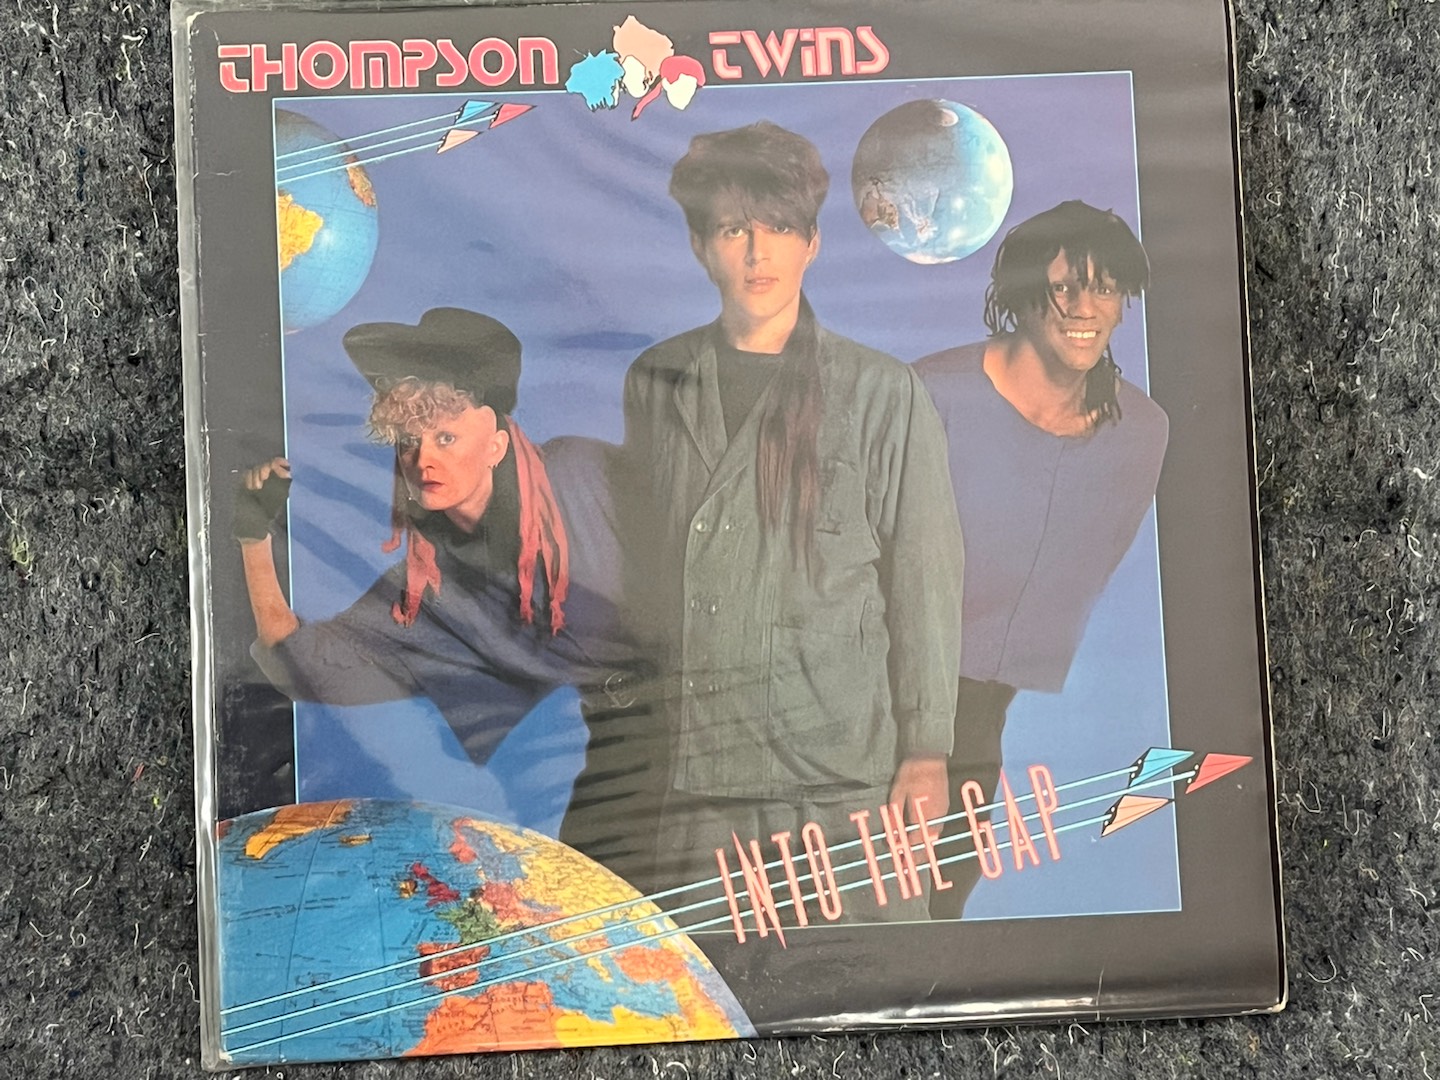 THOMPSON TWINS
INTO THE GAP